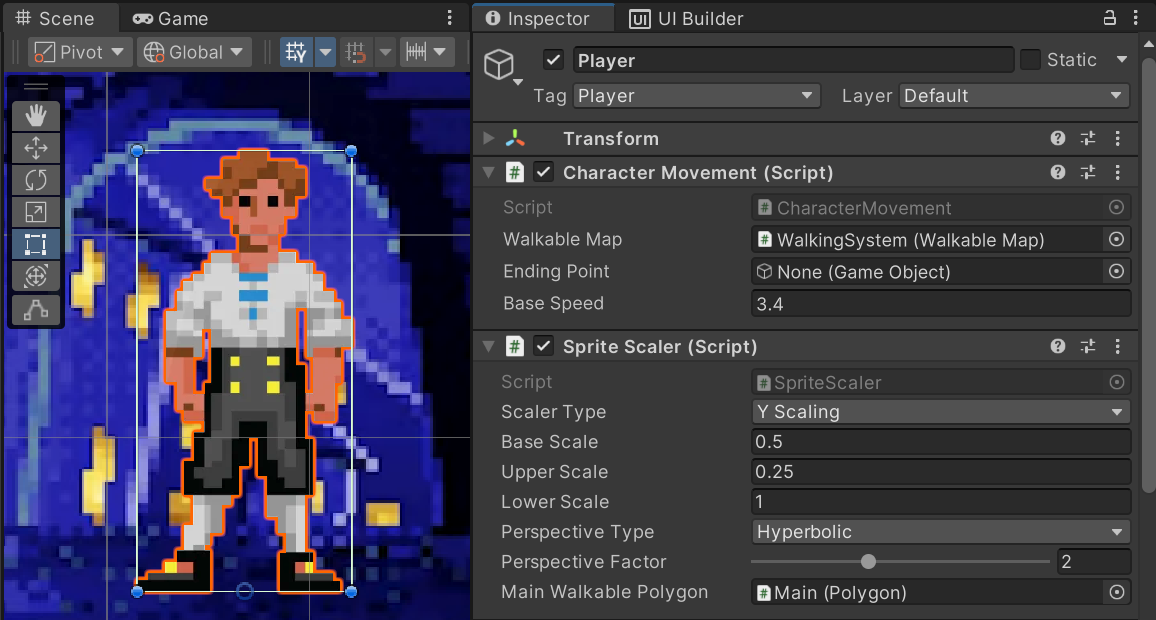 Scene Game
Inspector UI UI Builder
Pivot Global
Player Static
Tag Player Layer Default
Transform
# Character Movement (Script)
Script # CharacterMovement
Walkable Map # WalkingSystem (Walkable Map)
Ending Point None (Game Object)
Base Speed 3.4
# Sprite Scaler (Script)
Script # SpriteScaler
Scaler Type Y Scaling
Base Scale 0.5
Upper Scale 0.25
Lower Scale 1
Perspective Type Hyperbolic
Perspective Factor 2
Main Walkable Polygon # Main (Polygon)